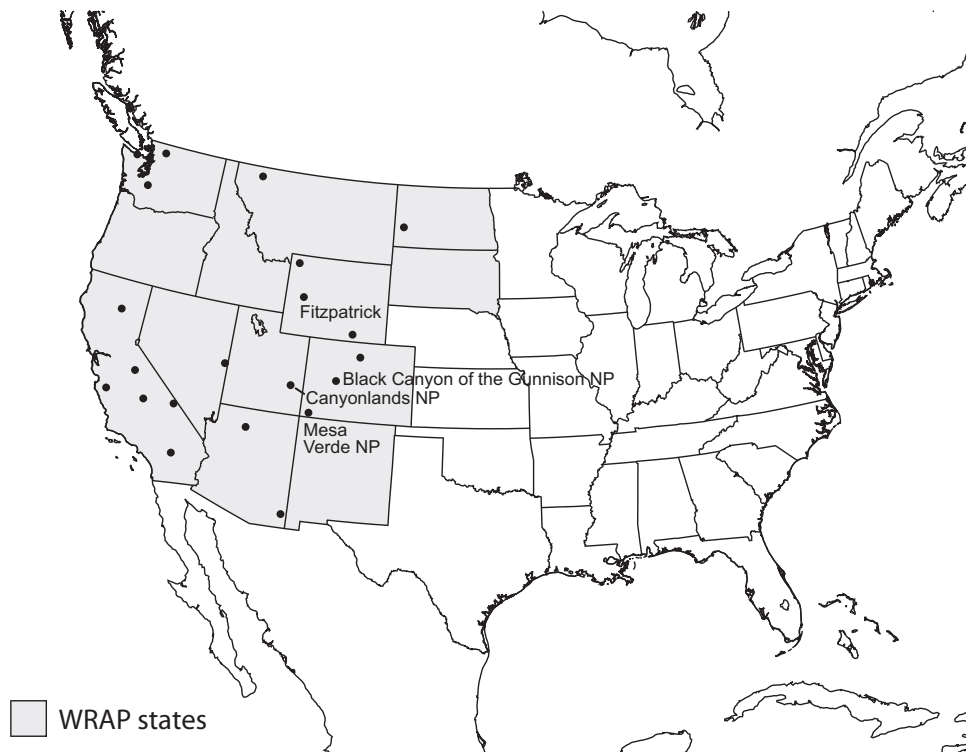 Fitzpatrick
Black Canyon of the Gunnison NP
Canyonlands NP
Mesa
Verde NP
WRAP states